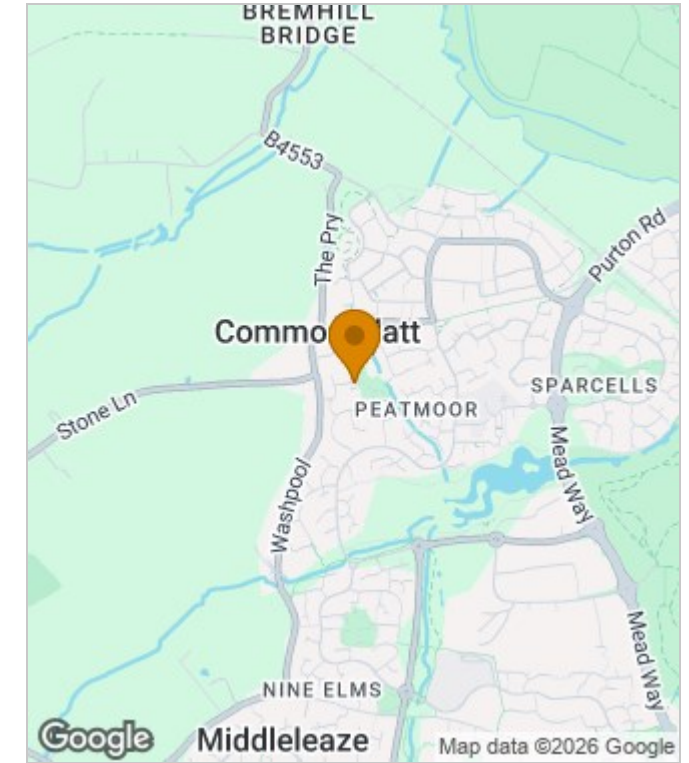 BREMHILL
BRIDGE
B4553
The Pry
Purton Rd
Stone Ln
SPARCELLS
PEATMOOR
Mead Way
Washpool
Mead Way
NINE ELMS
Middleleaze
Google
Map data ©2026 Google